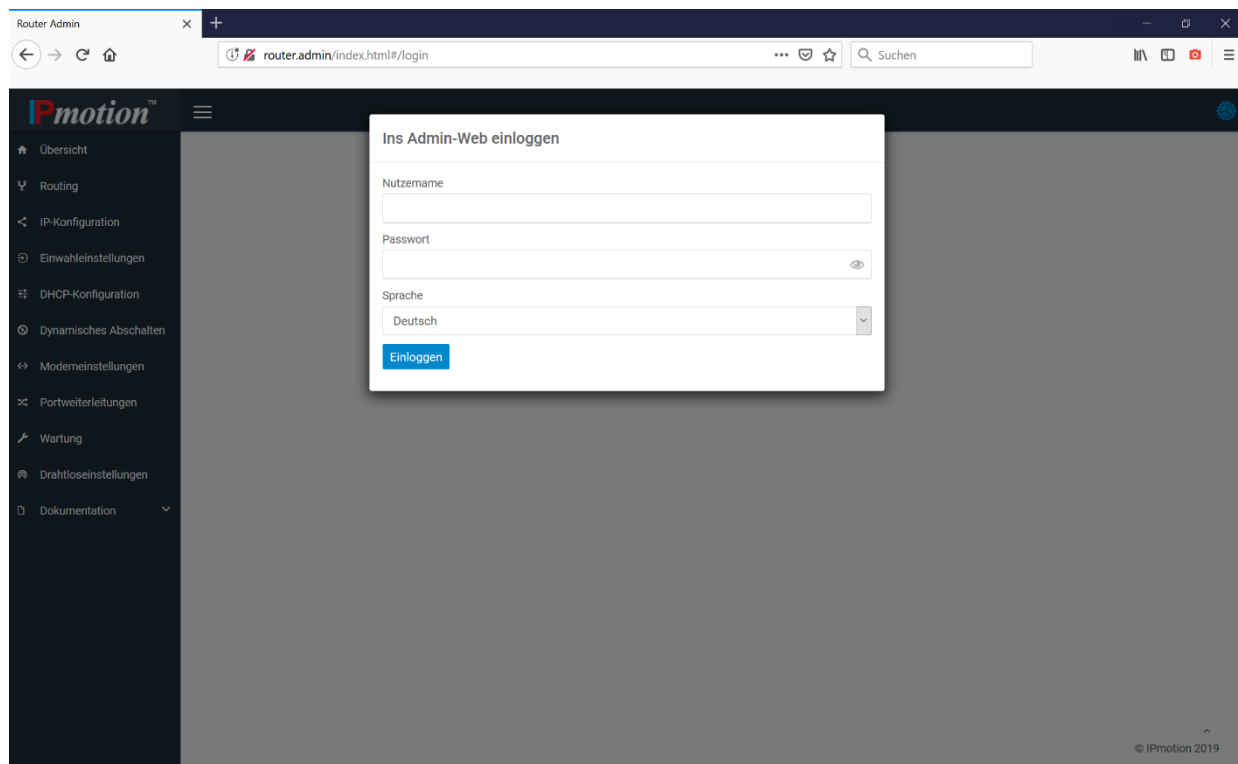 Router Admin
router.admin/index.html#/login
Suchen
IPmotion™
Ins Admin-Web einloggen
Übersicht
Nutzername
Routing
IP-Konfiguration
Passwort
Einwahleinstellungen
Sprache
DHCP-Konfiguration
Deutsch
Dynamisches Abschalten
Einloggen
Modemeinstellungen
Portweiterleitungen
Wartung
Drahtloseinstellungen
Dokumentation
© IPmotion 2019